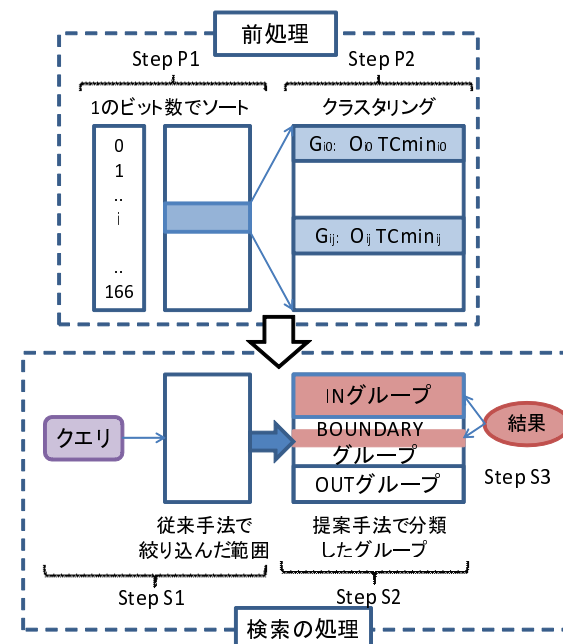 前処理
Step P1
Step P2
1のビット数でソート
クラスタリング
0
1
..
i
..
166
Gi0: Oi0 TCmini0
Gij: Oij TCminij
クエリ
INグループ
BOUNDARY
グループ
OUTグループ
結果
Step S3
従来手法で
絞り込んだ範囲
提案手法で分類
したグループ
Step S1
Step S2
検索の処理